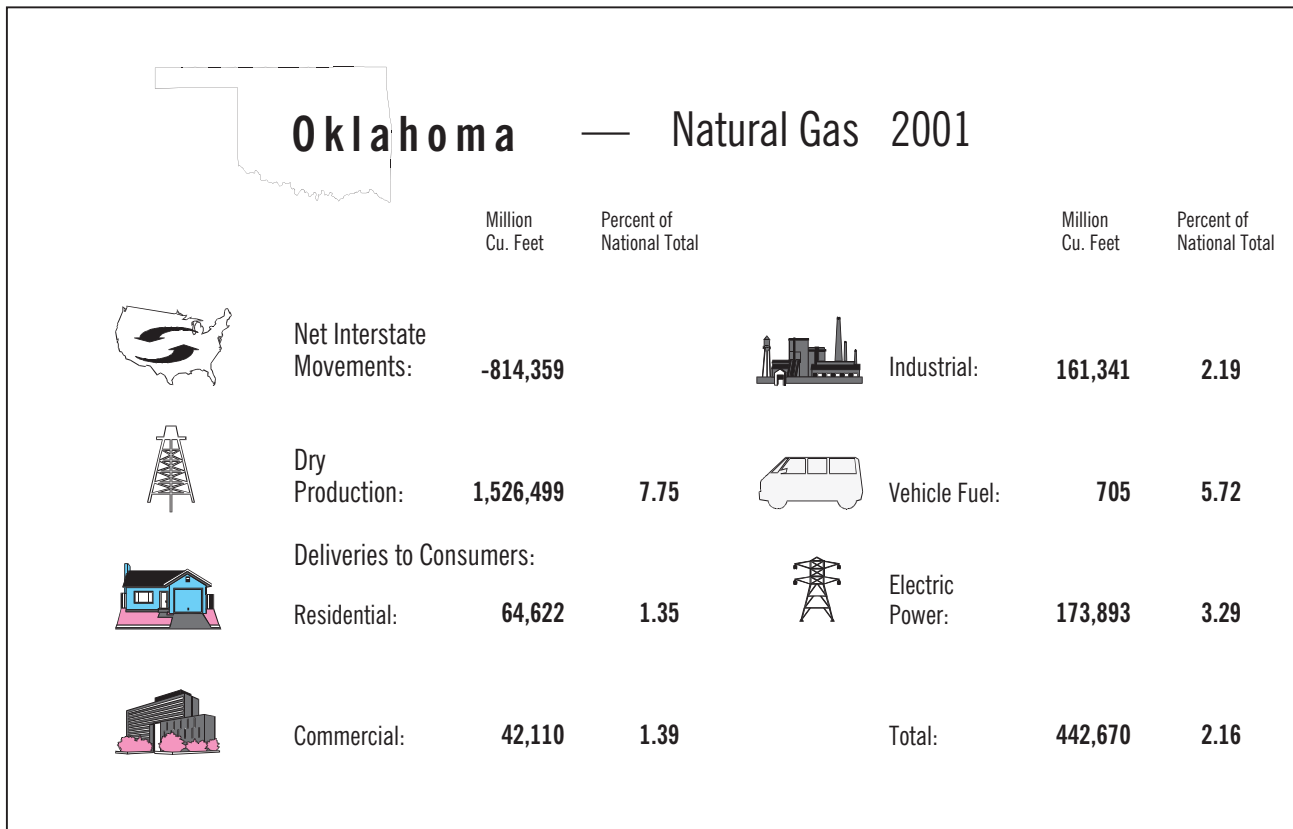 Oklahoma — Natural Gas 2001
Million Cu. Feet
Percent of National Total
Million Cu. Feet
Percent of National Total
Net Interstate
Movements: -814,359
Dry
Production: 1,526,499 7.75
Deliveries to Consumers:
Residential: 64,622 1.35
Commercial: 42,110 1.39
Industrial: 161,341 2.19
Vehicle Fuel: 705 5.72
Electric
Power: 173,893 3.29
Total: 442,670 2.16